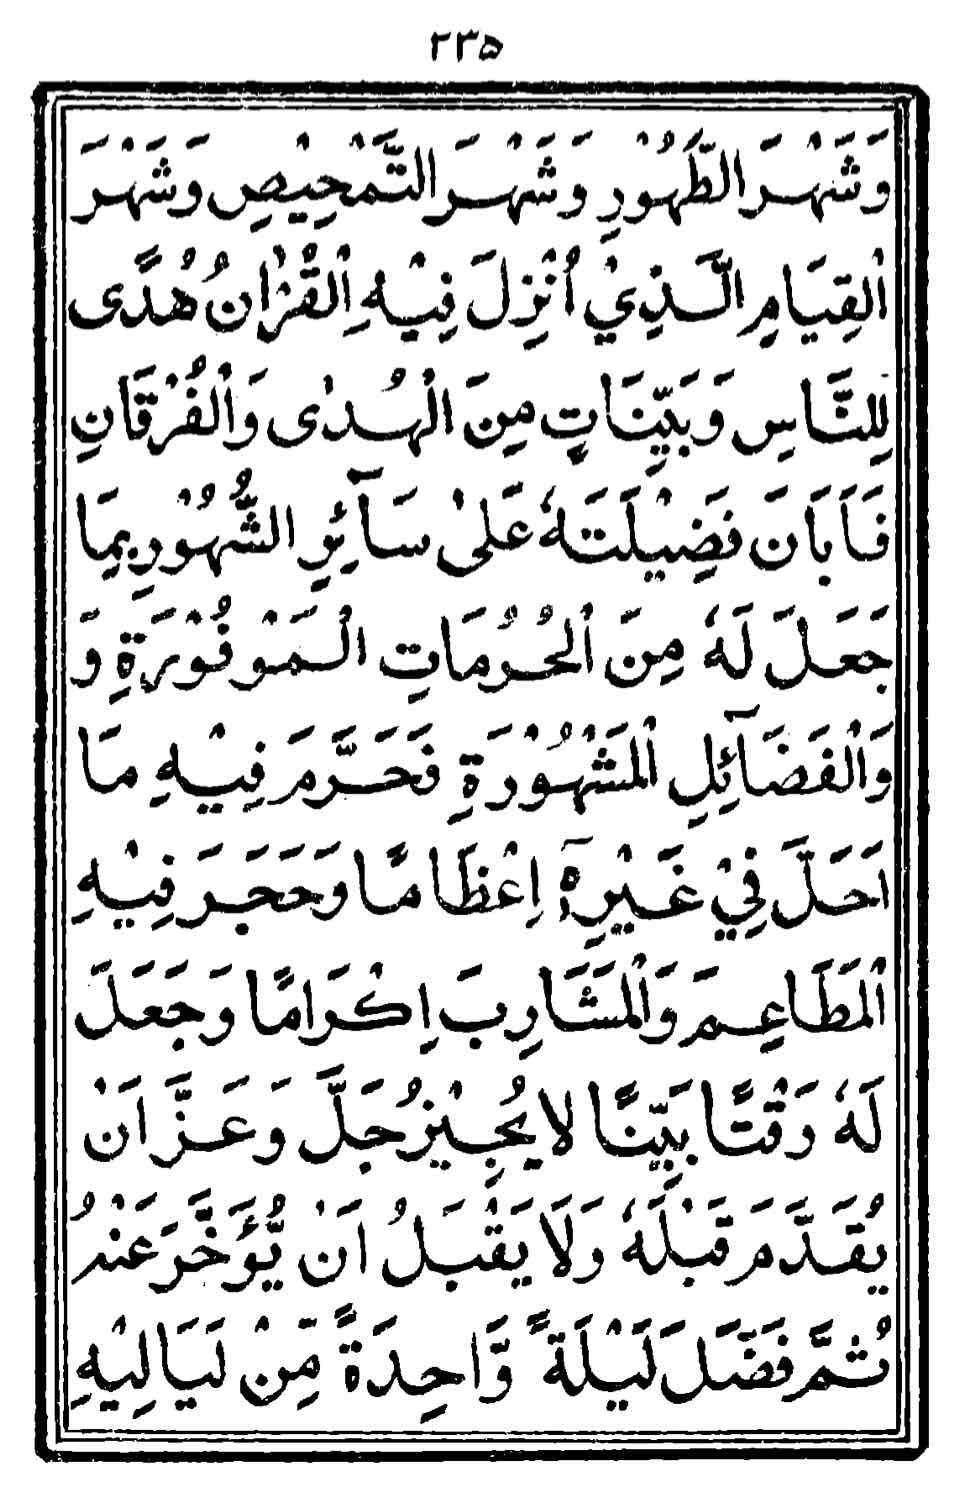 ٢٣٥
وَشَهْرَ الطَّهُوْرِ وَشَهْرَ التَّمْحِيْصِ وَشَهْرَ
الْقِيَامِ الَّذِيْ اُنْزِلَ فِيْهِ الْقُرْاٰنُ هُدًى
لِلنَّاسِ وَبَيِّنَاتٍ مِنَ الْهُدٰى وَالْفُرْقَانِ
فَاَبَانَ فَضِيْلَتَهٗ عَلىٰ سَآئِرِ الشُّهُوْرِ بِمَا
جَعَلَ لَهٗ مِنَ الْحُرُمَاتِ الْمَوْفُوْرَةِ وَ
وَالْفَضَآئِلِ الْمَشْهُوْرَةِ فَحَرَّمَ فِيْهِ مَا
اَحَلَّ فِيْ غَيْرِهٖٓ اِعْظَامًا وَحَجَرَ فِيْهِ
الْمَطَاعِمَ وَالْمَشَارِبَ اِكْرَامًا وَجَعَلَ
لَهٗ وَقْتًا بَيِّنًا لَا يُجِيْزُ جَلَّ وَعَزَّ اَنْ
يُقَدَّمَ قَبْلَهٗ وَلَا يَقْبَلُ اَنْ يُّؤَخَّرَ عَنْهُ
ثُمَّ فَضَّلَ لَيْلَةً وَّاحِدَةً مِّنْ لَيَالِيْهِ